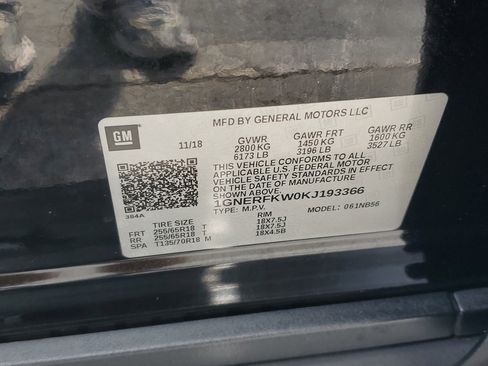 MFD BY GENERAL MOTORS LLC
GM
11/18 GVWR GAWR FRT GAWR RR
2800 KG 1450 KG 1600 KG
6173 LB 3196 LB 3527 LB
THIS VEHICLE CONFORMS TO ALL
APPLICABLE U.S. FEDERAL MOTOR
VEHICLE SAFETY STANDARDS IN EFFECT
ON THE DATE OF MANUFACTURE
SHOWN ABOVE.
1GNERFKW0KJ193366
TYPE: M.P.V. MODEL: 061NB56
384A
TIRE SIZE RIM
FRT 255/65R18 T 18X7.5J
RR 255/65R18 T 18X7.5J
SPA T135/70R18 M 18X4.5B